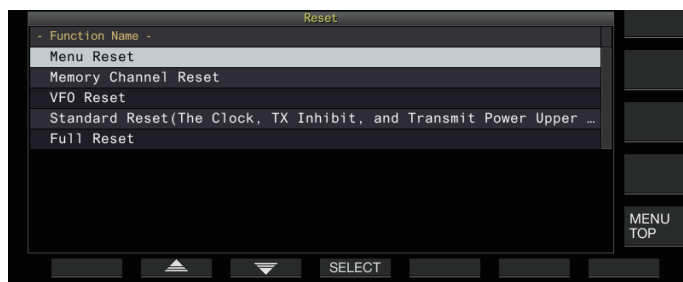 Reset
- Function Name -
Menu Reset
Memory Channel Reset
VFO Reset
Standard Reset(The Clock, TX Inhibit, and Transmit Power Upper …
Full Reset
MENU
TOP
SELECT